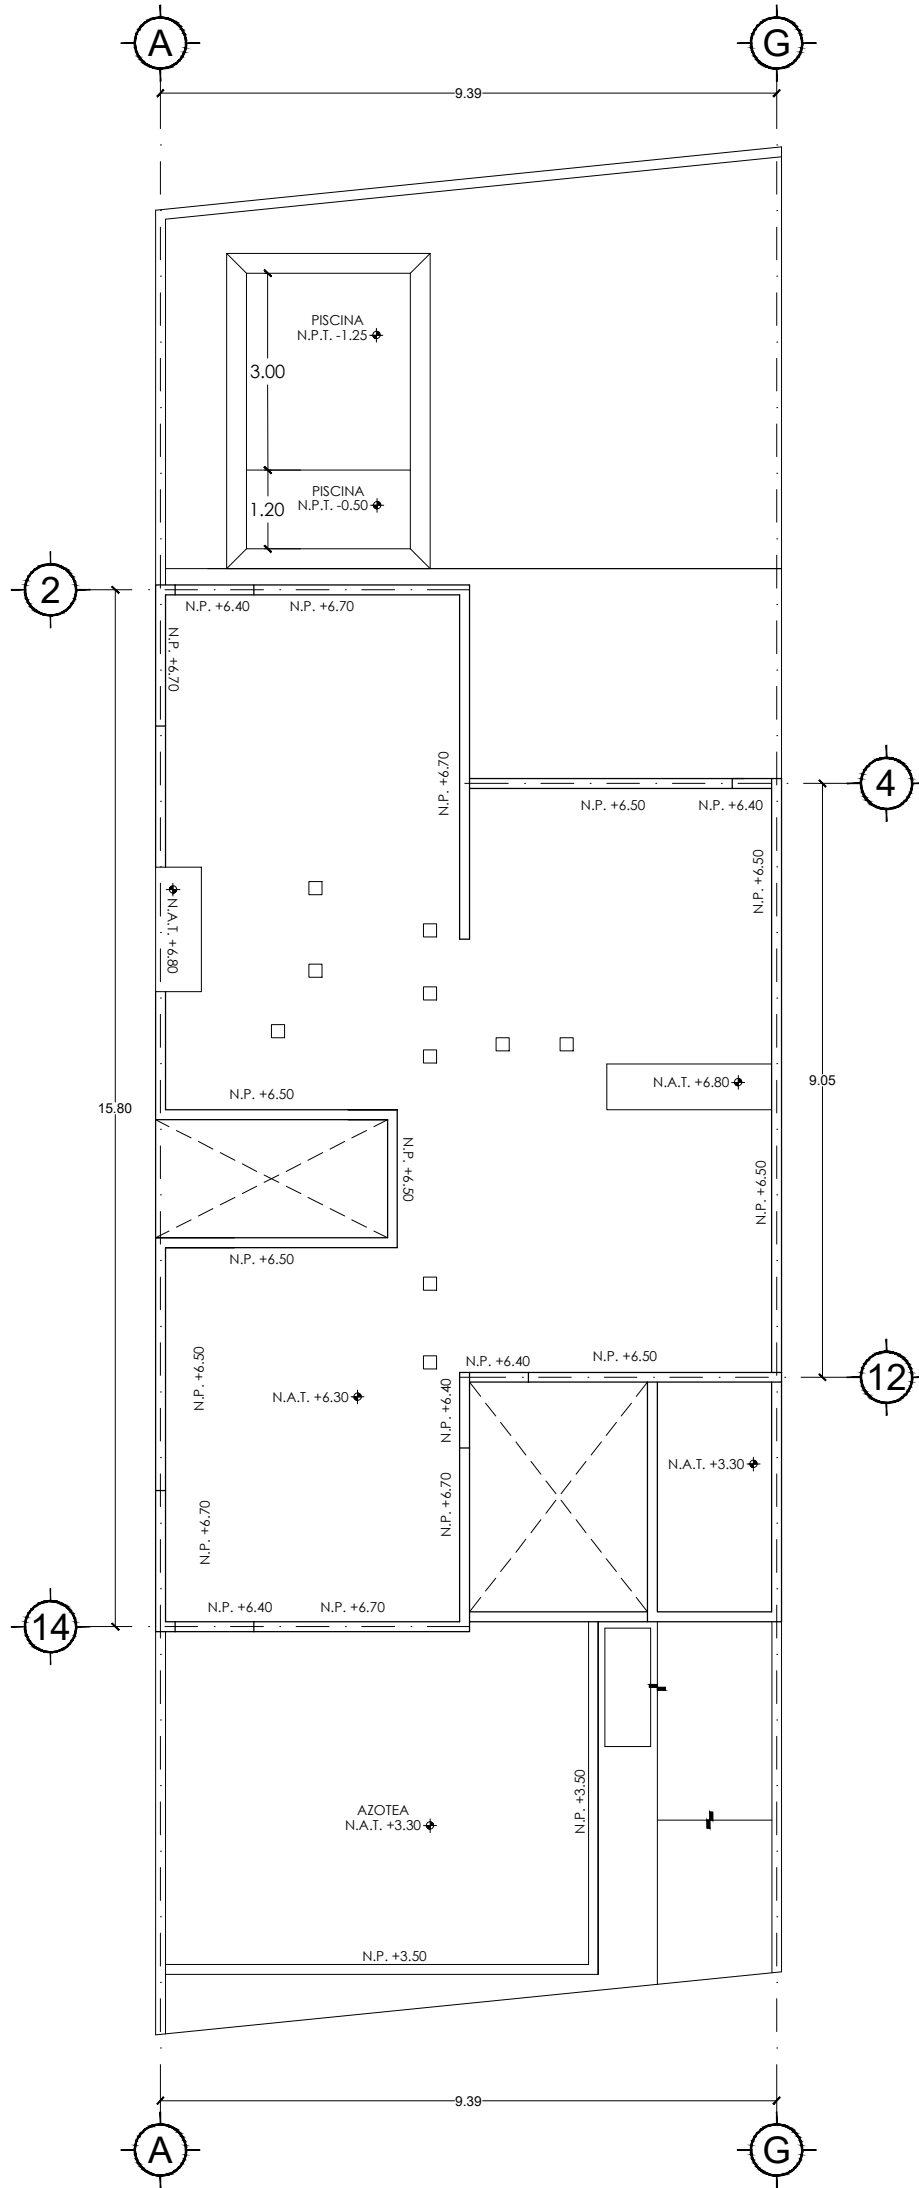 A
G
9.39
PISCINA
N.P.T. -1.25
3.00
PISCINA
N.P.T. -0.50
1.20
2
N.P. +6.40
N.P. +6.70
N.P. +6.70
N.P. +6.70
4
N.P. +6.50
N.P. +6.40
N.P. +6.50
N.A.T. +6.80
N.A.T. +6.80
9.05
N.P. +6.50
15.80
N.P. +6.50
N.P. +6.50
N.P. +6.50
N.P. +6.50
N.P. +6.40
N.P. +6.50
12
N.A.T. +6.30
N.P. +6.40
N.A.T. +3.30
N.P. +6.70
N.P. +6.70
N.P. +6.40
N.P. +6.70
14
AZOTEA
N.A.T. +3.30
N.P. +3.50
N.P. +3.50
9.39
A
G